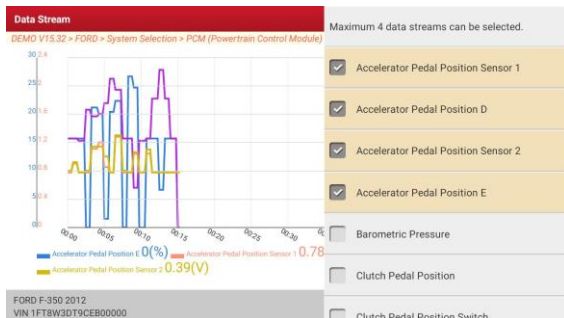 Data Stream
DEMO V15.32 > FORD > System Selection > PCM (Powertrain Control Module)
30 2.4
25 2
20 1.6
15 1.2
10 0.8
5 0.4
0 0
00:00 00:05 00:10 00:15 00:20 00:25 00:30
Accelerator Pedal Position E 0(%) Accelerator Pedal Position Sensor 1 0.78
Accelerator Pedal Position Sensor 2 0.39(V)
FORD F-350 2012
VIN 1FT8W3DT9CEB00000
Maximum 4 data streams can be selected.
Accelerator Pedal Position Sensor 1
Accelerator Pedal Position D
Accelerator Pedal Position Sensor 2
Accelerator Pedal Position E
Barometric Pressure
Clutch Pedal Position
Clutch Pedal Position Switch